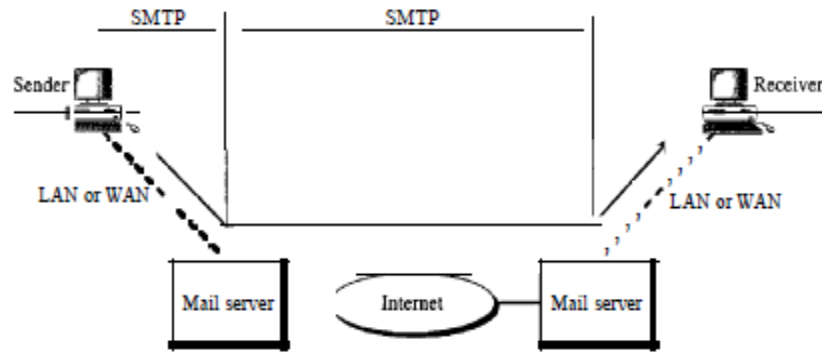 SMTP
SMTP
Sender
Receiver
LAN or WAN
LAN or WAN
Mail server
Internet
Mail server